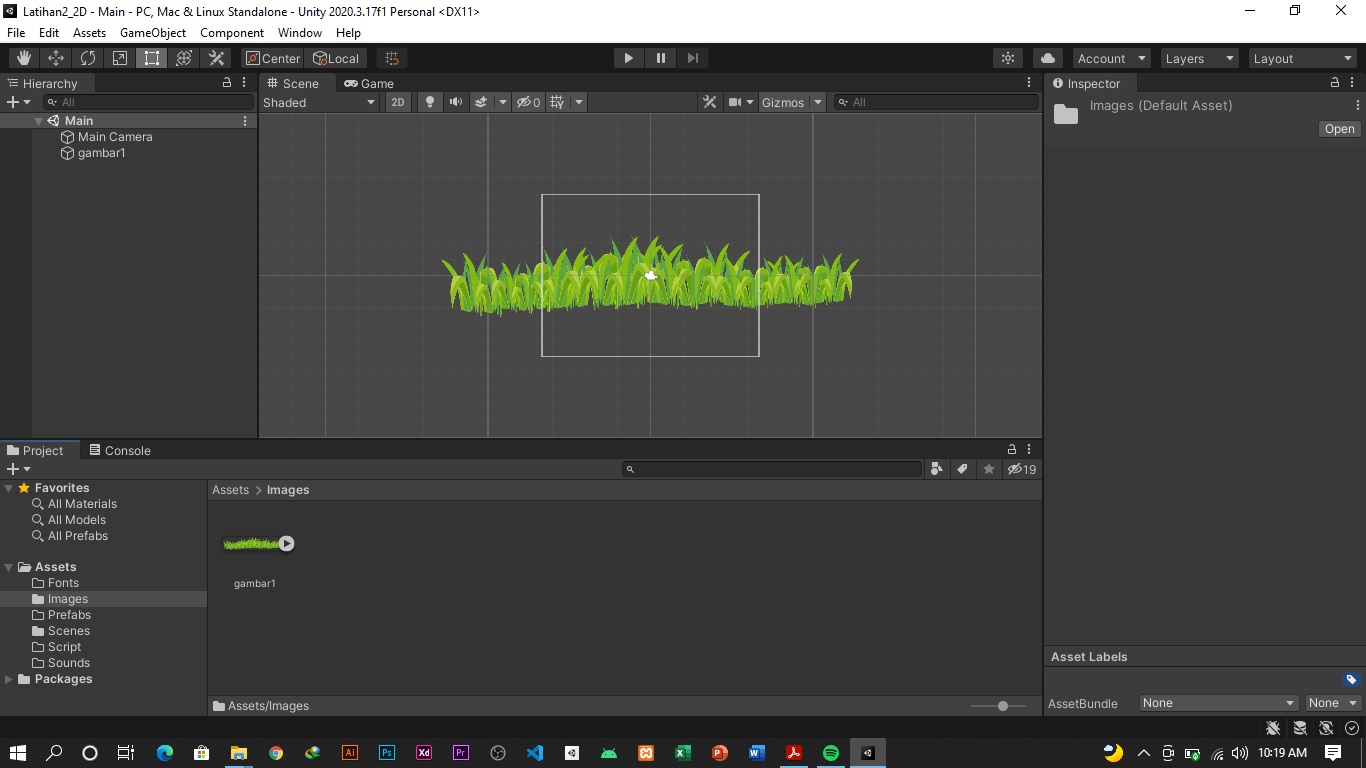 Latihan2_2D - Main - PC, Mac & Linux Standalone - Unity 2020.3.17f1 Personal <DX11>
File Edit Assets GameObject Component Window Help
Center Local Account Layers Layout
Hierarchy
All
Main
Main Camera
gambar1
Scene Game
Shaded 2D 0 Gizmos All
Inspector
Images (Default Asset)
Open
Project Console
19
Favorites
All Materials
All Models
All Prefabs
Assets
Fonts
Images
Prefabs
Scenes
Script
Sounds
Packages
Assets > Images
gambar1
Assets/Images
Asset Labels
AssetBundle None None
Ai Ps Xd Pr X P W
10:19 AM